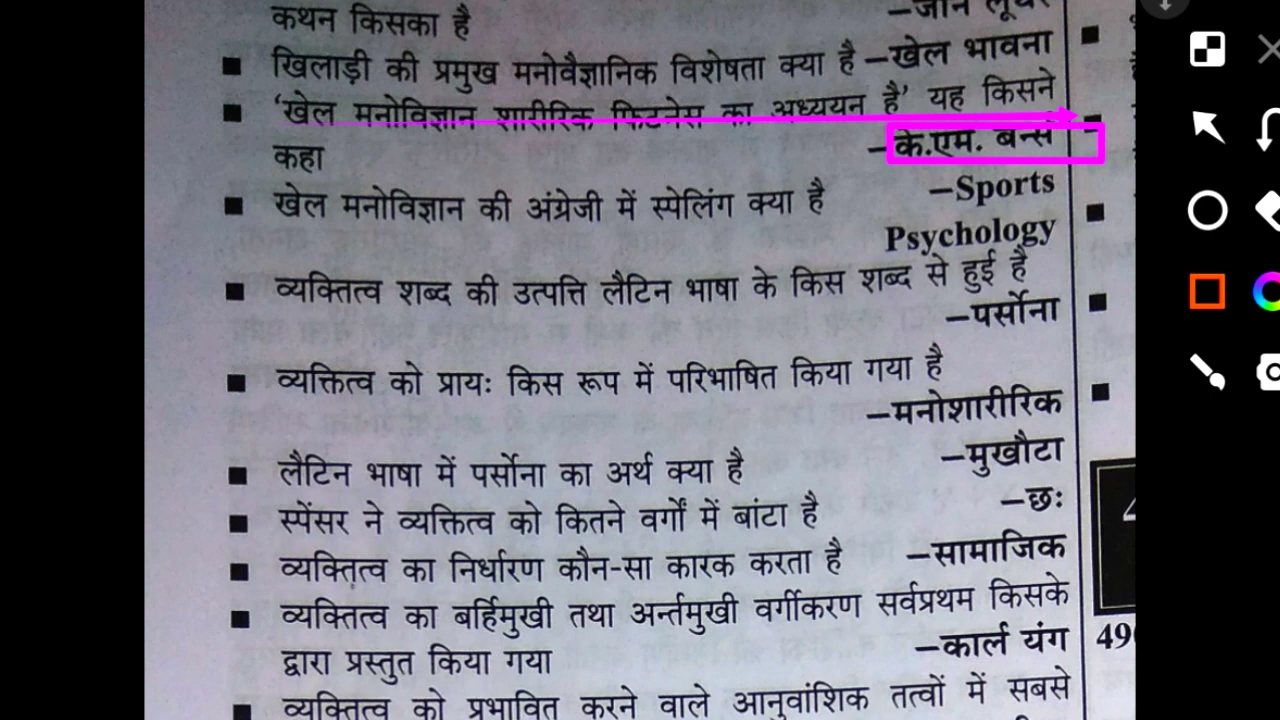 कथन किसका है
–जॉन लूथर
■ खिलाड़ी की प्रमुख मनोवैज्ञानिक विशेषता क्या है –खेल भावना
■ ‘खेल मनोविज्ञान शारीरिक फिटनेस का अध्ययन है’ यह किसने
कहा –के.एम. बर्न्स
■ खेल मनोविज्ञान की अंग्रेजी में स्पेलिंग क्या है –Sports
Psychology
■ व्यक्तित्व शब्द की उत्पत्ति लैटिन भाषा के किस शब्द से हुई है
–पर्सोना
■ व्यक्तित्व को प्रायः किस रूप में परिभाषित किया गया है
–मनोशारीरिक
■ लैटिन भाषा में पर्सोना का अर्थ क्या है –मुखौटा
■ स्पेंसर ने व्यक्तित्व को कितने वर्गों में बांटा है –छः
■ व्यक्तित्व का निर्धारण कौन-सा कारक करता है –सामाजिक
■ व्यक्तित्व का बर्हिमुखी तथा अर्न्तमुखी वर्गीकरण सर्वप्रथम किसके
द्वारा प्रस्तुत किया गया –कार्ल यंग
■ व्यक्तित्व को प्रभावित करने वाले आनुवांशिक तत्वों में सबसे